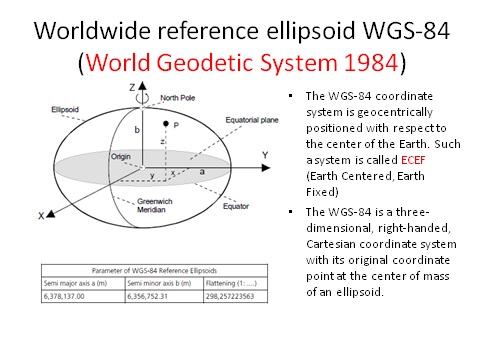 Worldwide reference ellipsoid WGS-84
(World Geodetic System 1984)
Z
North Pole
Ellipsoid
P
b
Equatorial plane
z
Origin
Y
x
a
y
X
Greenwich
Meridian
Equator
Parameter of WGS-84 Reference Ellipsoids
Semi major axis a (m) Semi minor axis b (m) Flattening (1: ....)
6,378,137.00 6,356,752.31 298,257223563
• The WGS-84 coordinate
system is geocentrically
positioned with respect to
the center of the Earth. Such
a system is called ECEF
(Earth Centered, Earth
Fixed)
• The WGS-84 is a three-
dimensional, right-handed,
Cartesian coordinate system
with its original coordinate
point at the center of mass
of an ellipsoid.